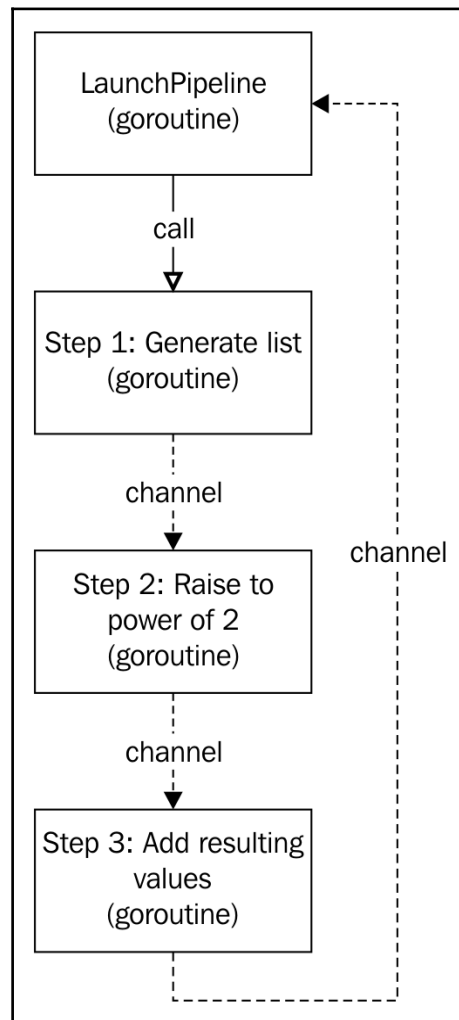 LaunchPipeline
(goroutine)
call
Step 1: Generate list
(goroutine)
channel
Step 2: Raise to
power of 2
(goroutine)
channel
Step 3: Add resulting
values
(goroutine)
channel